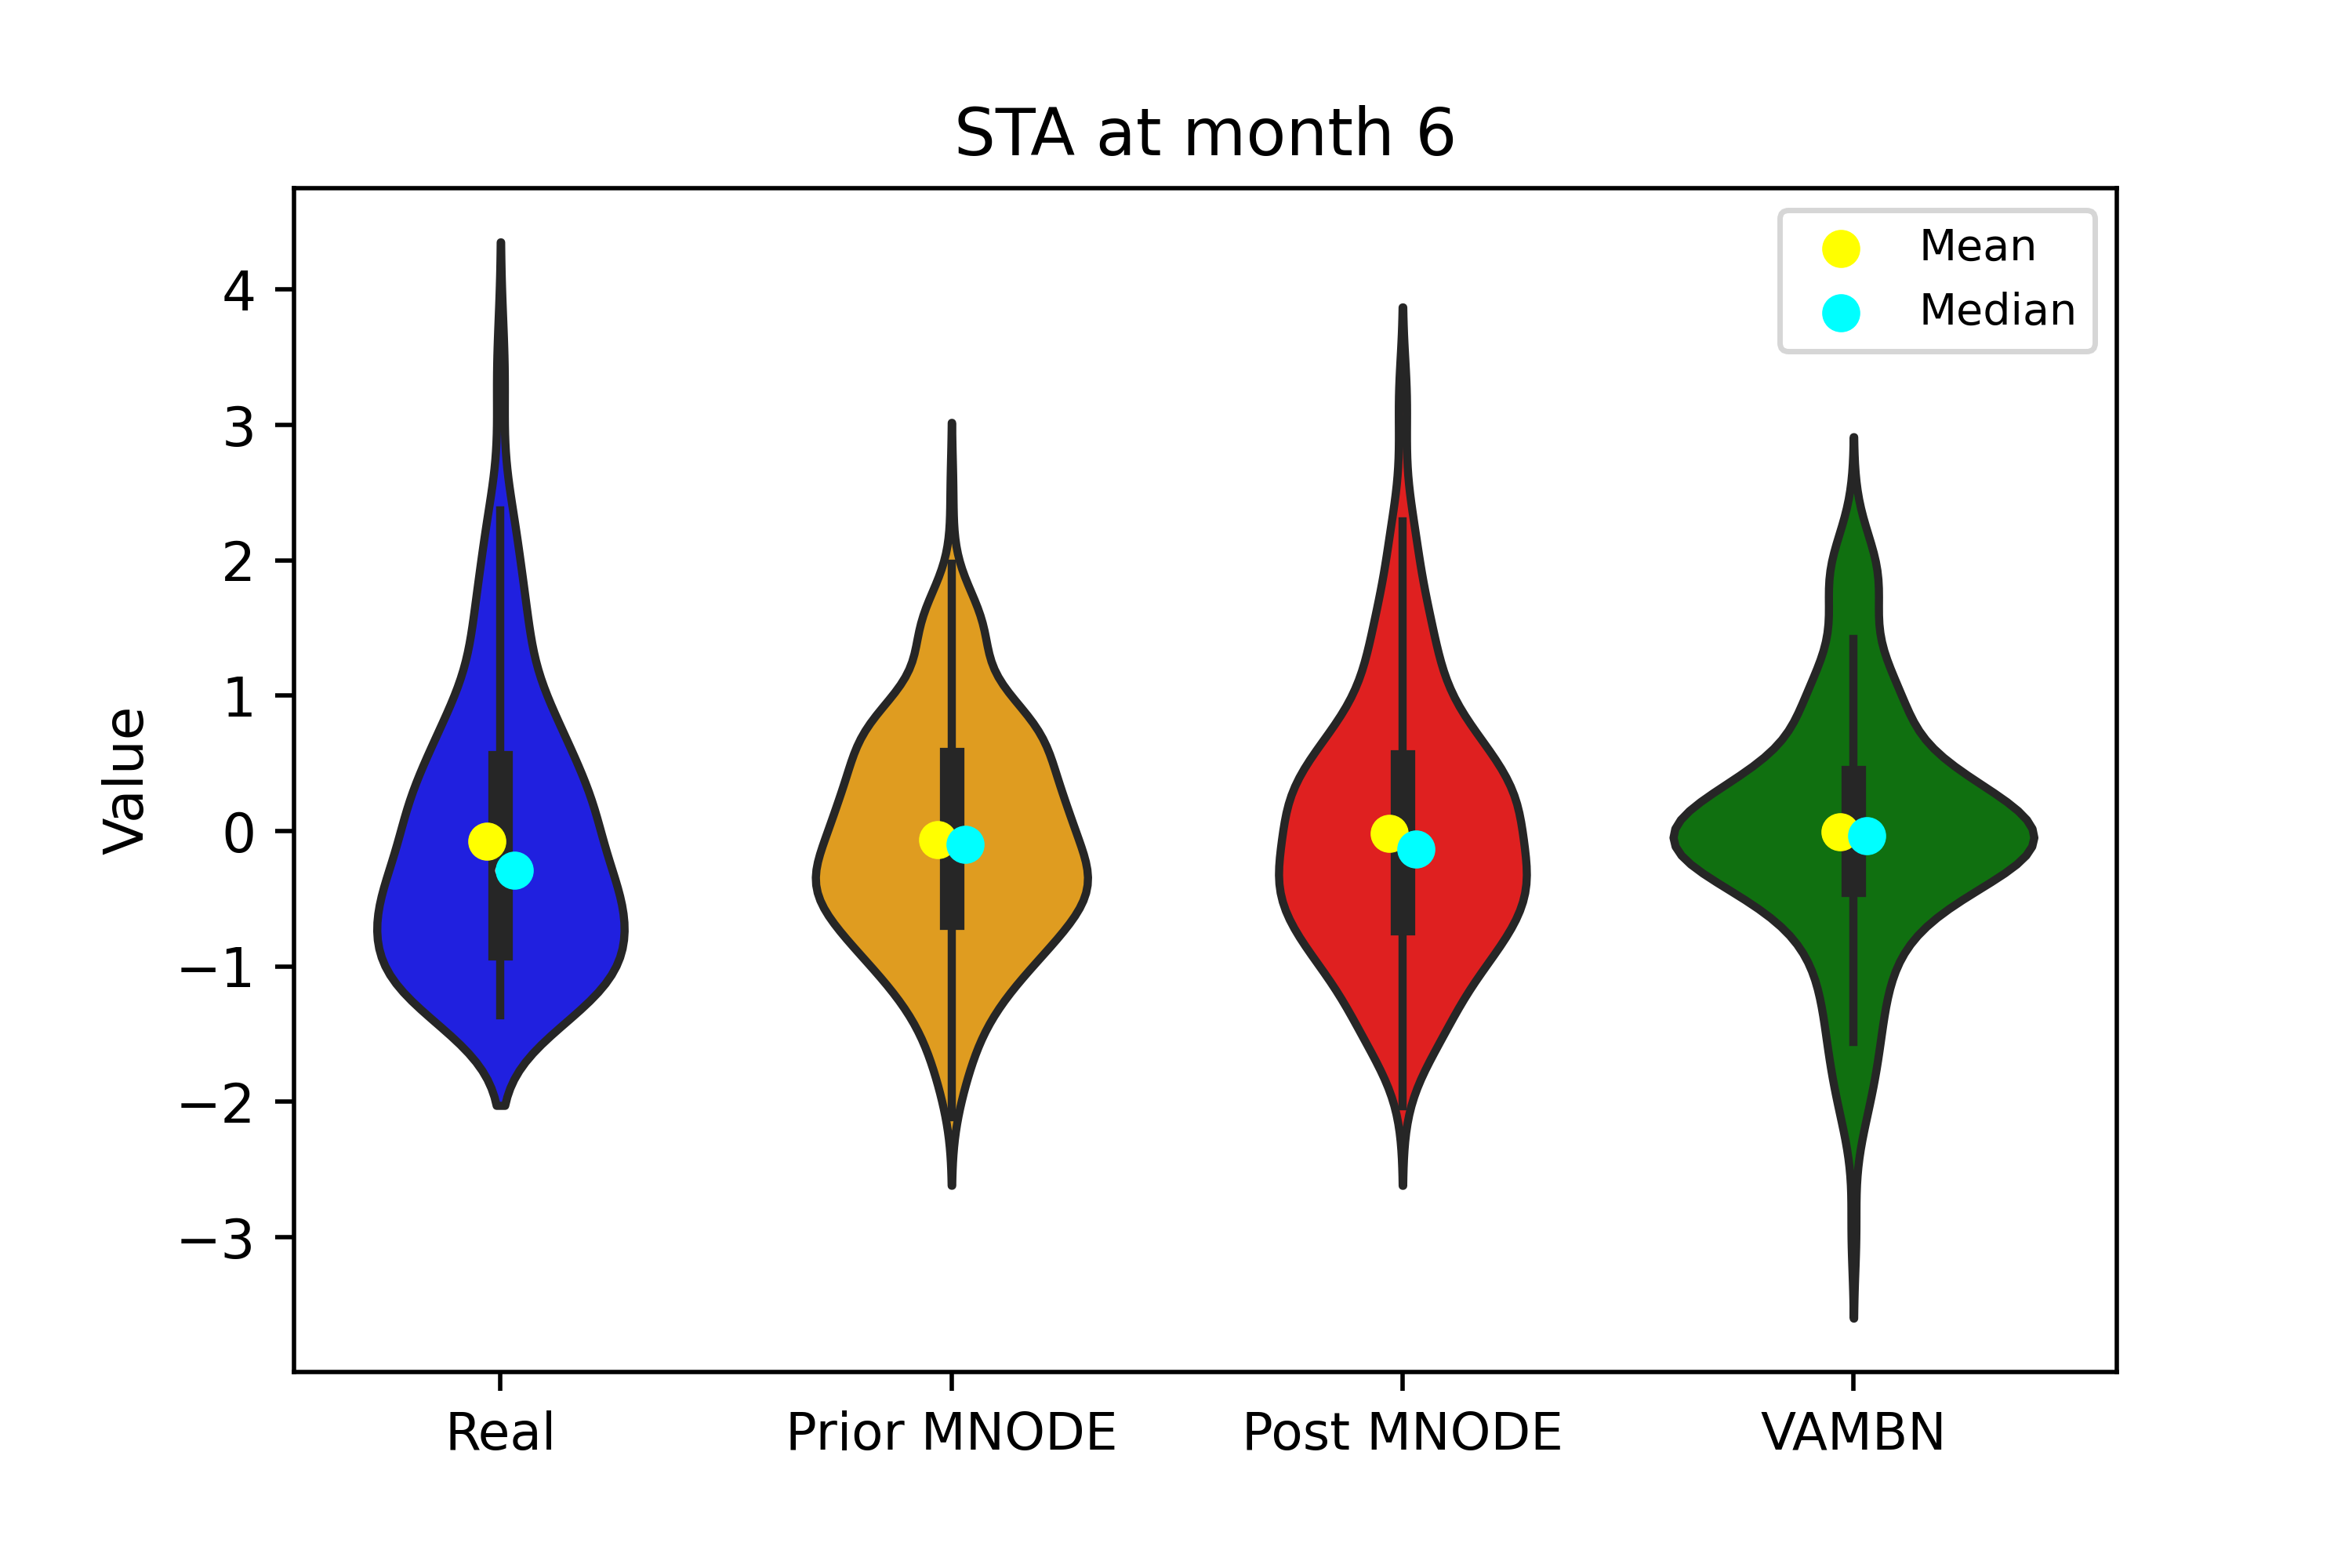 STA at month 6
Mean
Median
4
3
2
1
0
−1
−2
−3
Value
Real
Prior MNODE
Post MNODE
VAMBN